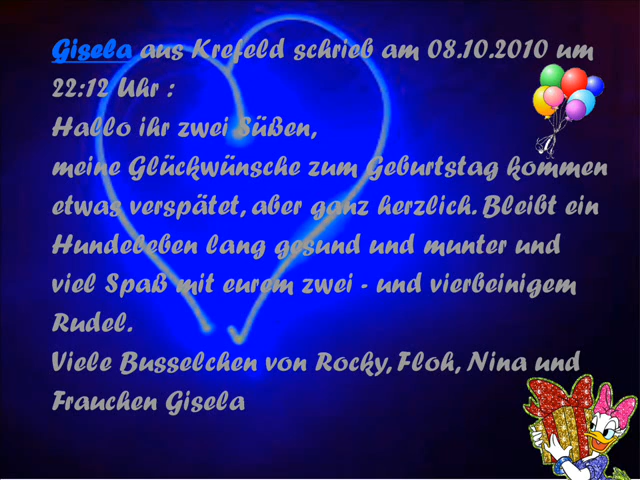 Gisela aus Krefeld schrieb am 08.10.2010 um
22:12 Uhr :
Hallo ihr zwei Süßen,
meine Glückwünsche zum Geburtstag kommen
etwas verspätet, aber ganz herzlich. Bleibt ein
Hundeleben lang gesund und munter und
viel Spaß mit eurem zwei - und vierbeinigem
Rudel.
Viele Busselchen von Rocky, Floh, Nina und
Frauchen Gisela